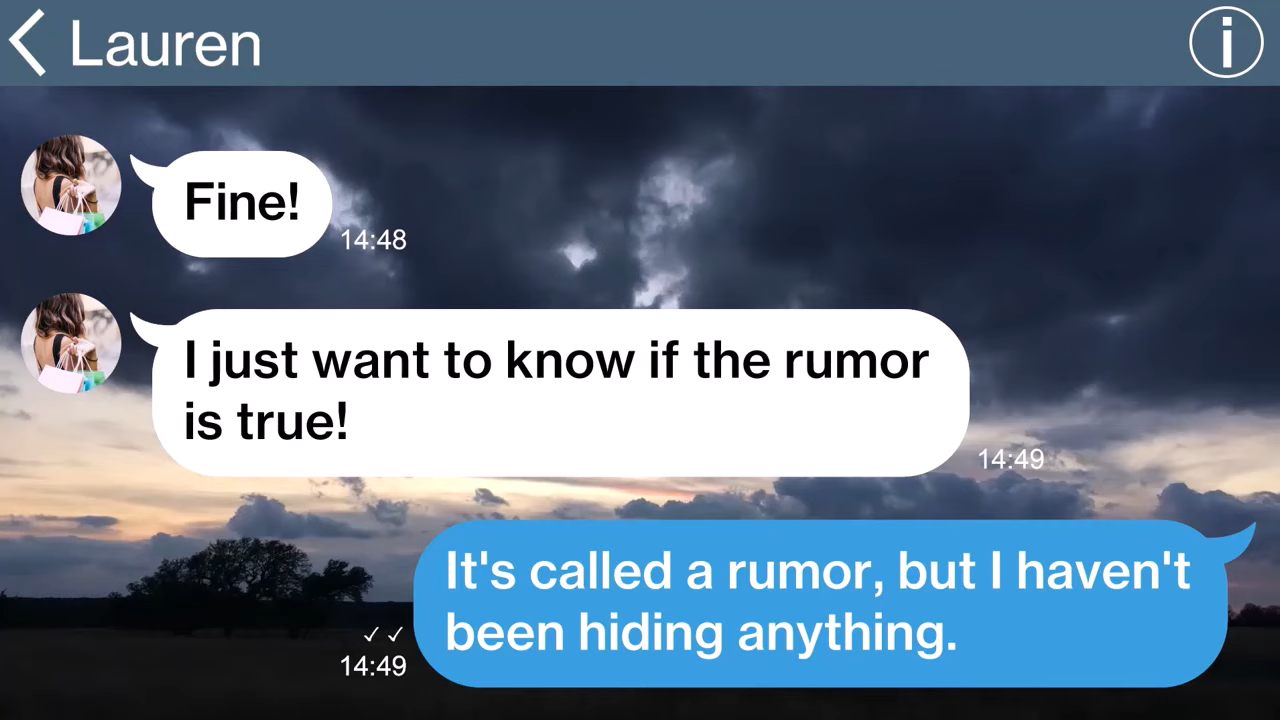 Lauren
Fine!
14:48
I just want to know if the rumor
is true!
14:49
It's called a rumor, but I haven't
been hiding anything.
14:49